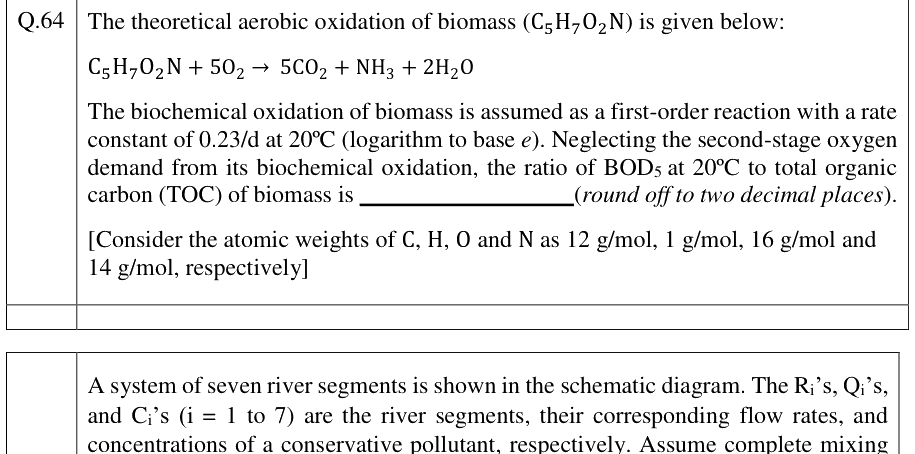 Q.64 The theoretical aerobic oxidation of biomass (C₅H₇O₂N) is given below:
C₅H₇O₂N + 5O₂ → 5CO₂ + NH₃ + 2H₂O
The biochemical oxidation of biomass is assumed as a first-order reaction with a rate
constant of 0.23/d at 20ºC (logarithm to base e). Neglecting the second-stage oxygen
demand from its biochemical oxidation, the ratio of BOD₅ at 20ºC to total organic
carbon (TOC) of biomass is ____________________(round off to two decimal places).
[Consider the atomic weights of C, H, O and N as 12 g/mol, 1 g/mol, 16 g/mol and
14 g/mol, respectively]
A system of seven river segments is shown in the schematic diagram. The Rᵢ’s, Qᵢ’s,
and Cᵢ’s (i = 1 to 7) are the river segments, their corresponding flow rates, and
concentrations of a conservative pollutant, respectively. Assume complete mixing